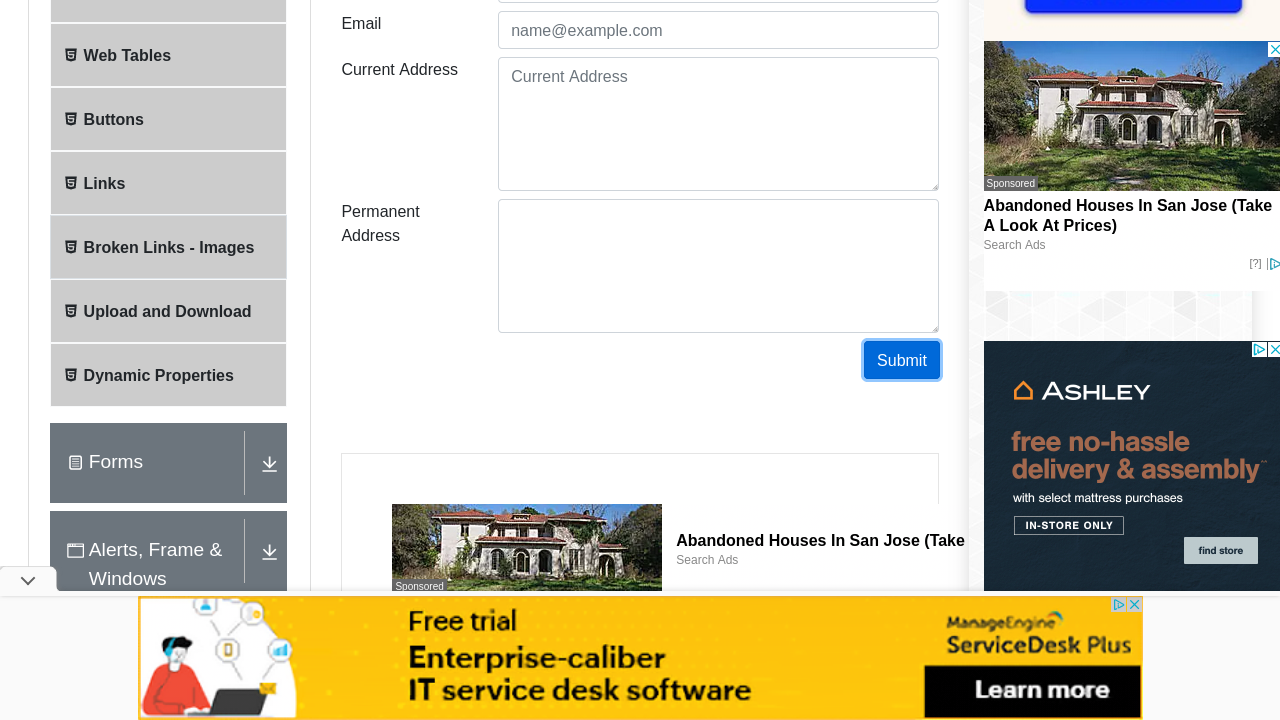 Email
name@example.com
Web Tables
Current Address
Current Address
Buttons
Links
Permanent
Address
Broken Links - Images
Upload and Download
Submit
Dynamic Properties
Forms
Alerts, Frame &
Windows
Sponsored
Abandoned Houses In San Jose (Take
Search Ads
Sponsored
Abandoned Houses In San Jose (Take
A Look At Prices)
Search Ads
[?]
ASHLEY
free no-hassle
delivery & assembly
with select mattress purchases
IN-STORE ONLY
find store
Free trial
Enterprise-caliber
IT service desk software
ManageEngine
ServiceDesk Plus
Learn more